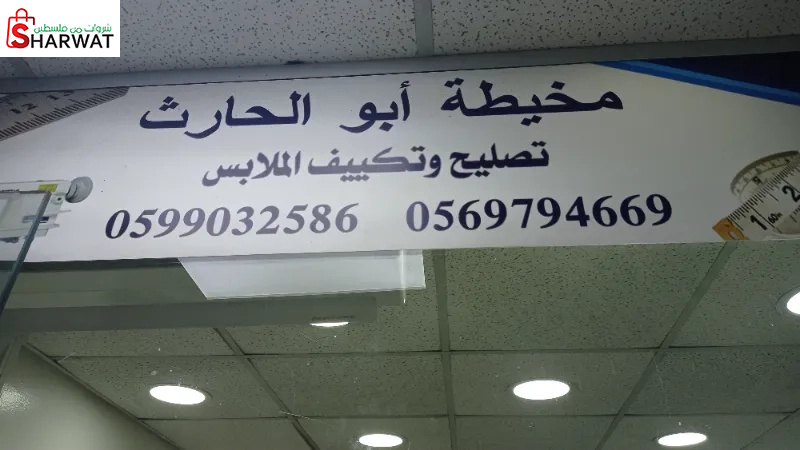 شروات من فلسطين
SHARWAT
مخيطة أبو الحارث
تصليح وتكييف الملابس
0599032586 0569794669